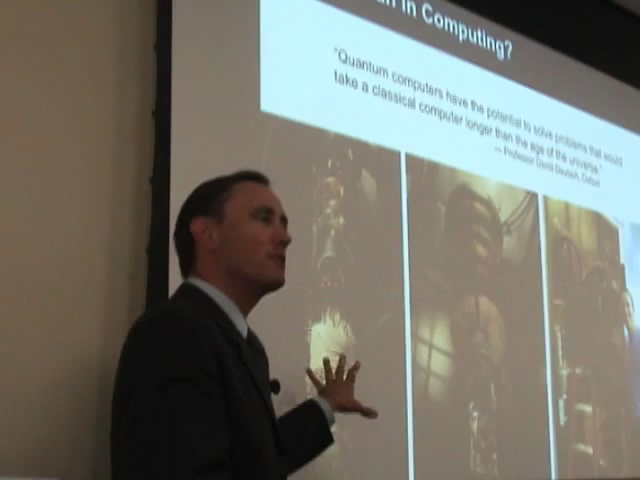 in Computing?
"Quantum computers have the potential to solve problems that would
take a classical computer longer than the age of the universe."
— Professor David Deutsch, Oxford